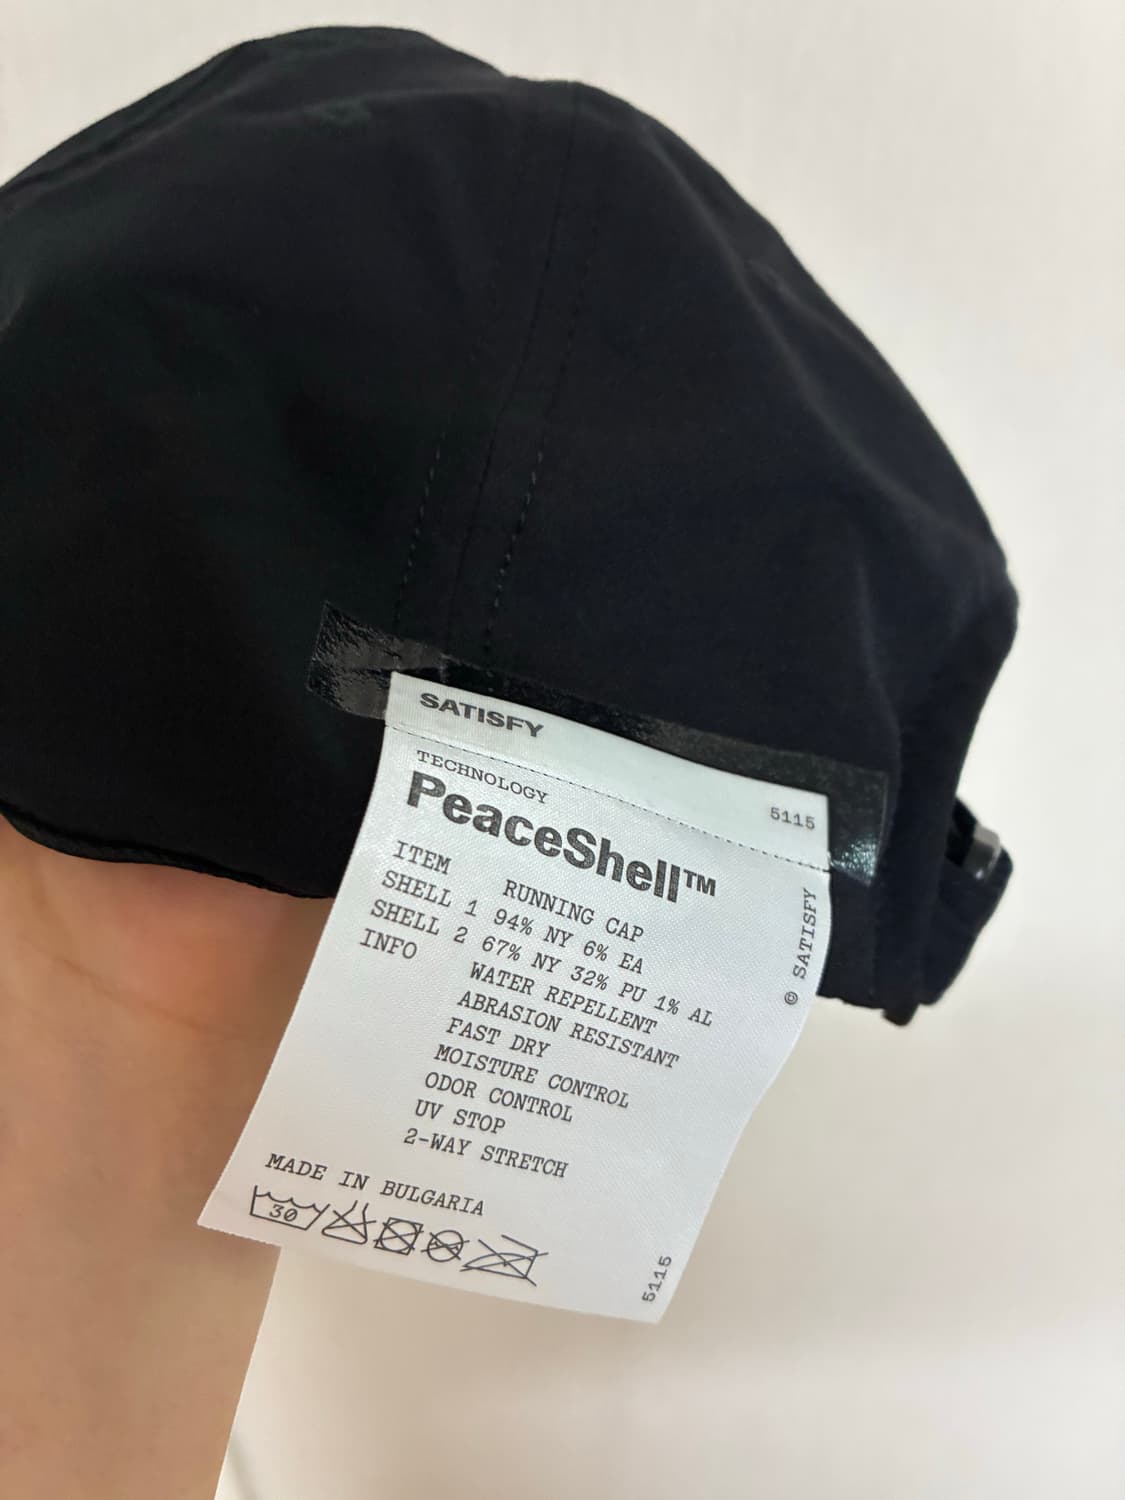 SATISFY
5115
TECHNOLOGY
PeaceShell™
ITEM RUNNING CAP
SHELL 1 94% NY 6% EA
SHELL 2 67% NY 32% PU 1% AL
INFO WATER REPELLENT
ABRASION RESISTANT
FAST DRY
MOISTURE CONTROL
ODOR CONTROL
UV STOP
2-WAY STRETCH
MADE IN BULGARIA
30
© SATISFY
5115